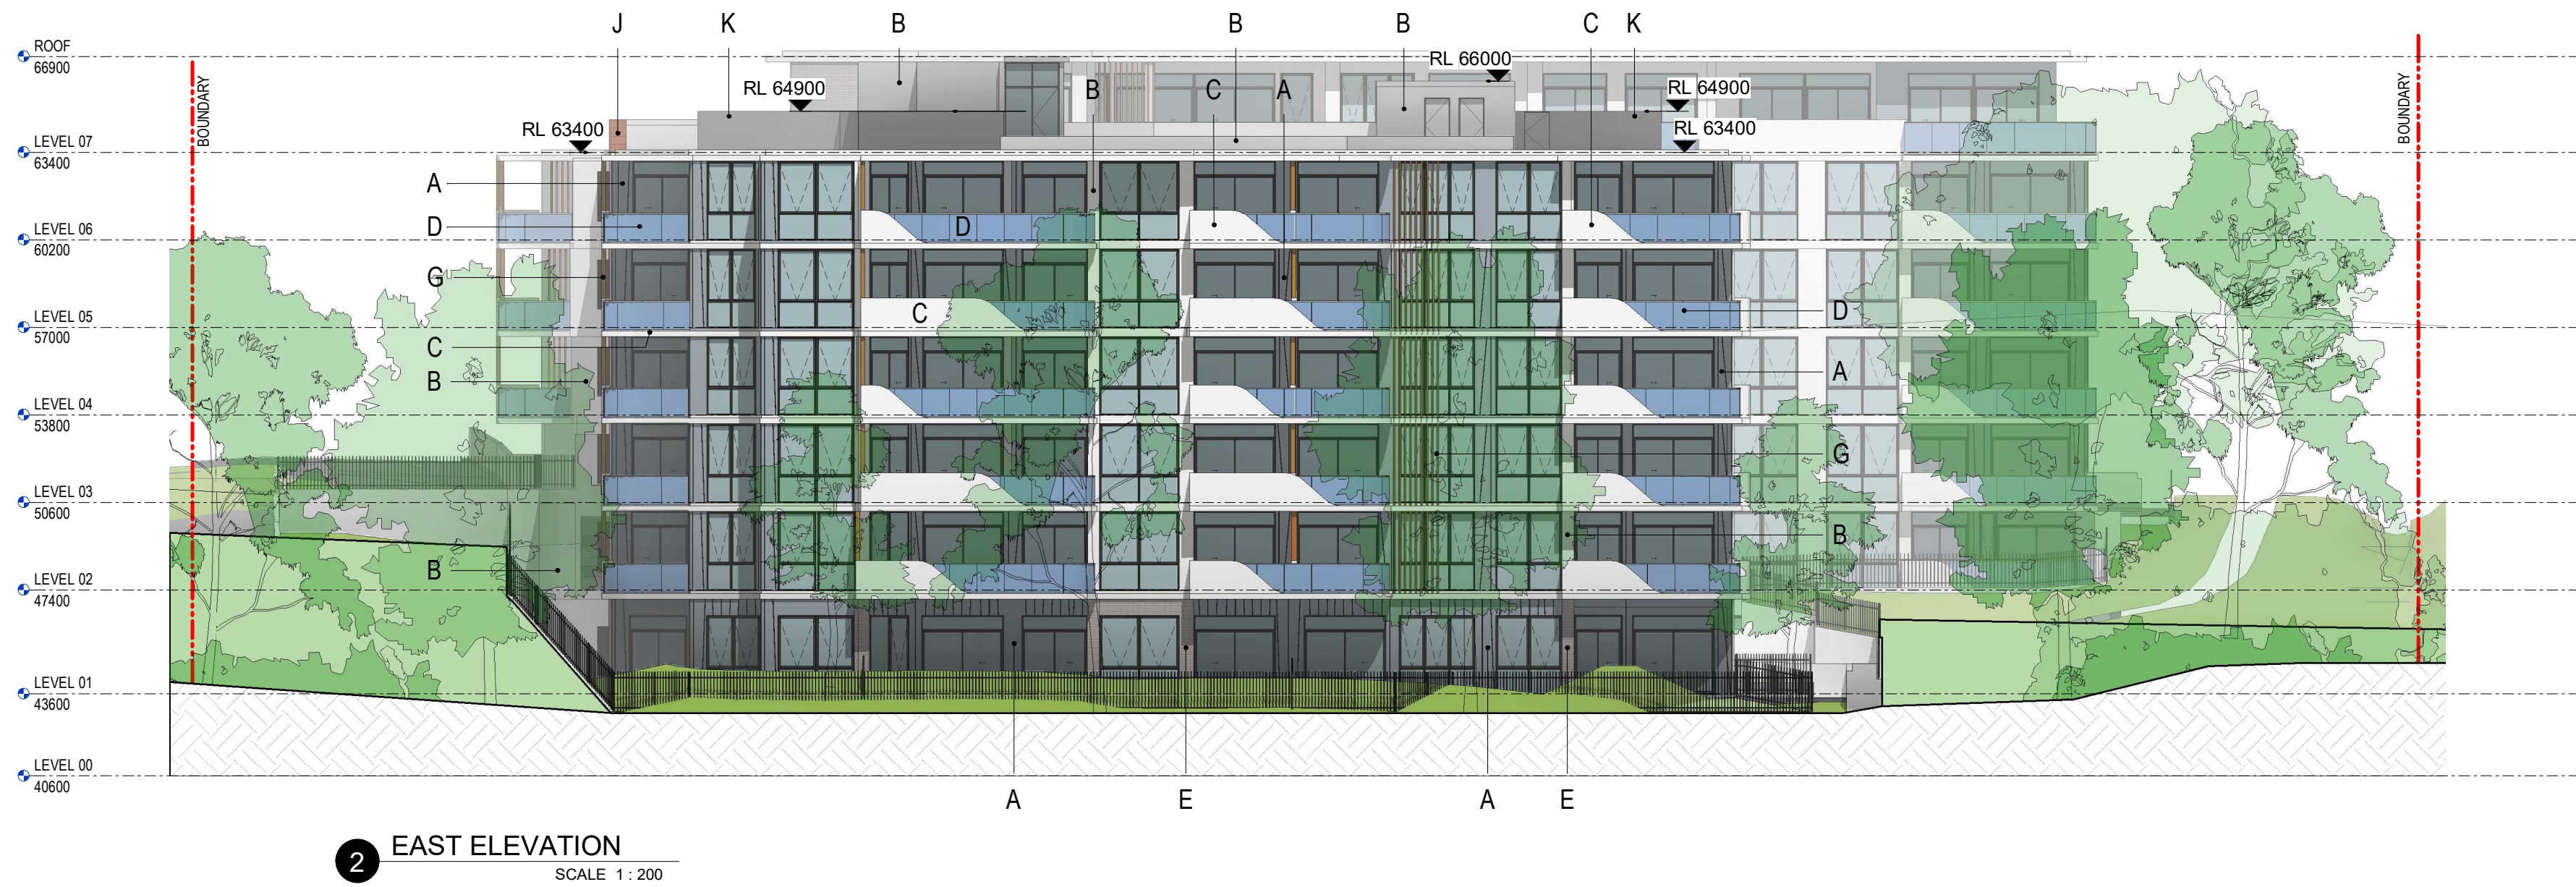 J K B B B C K
ROOF
66900
RL 66000
BOUNDARY
BOUNDARY
RL 64900
B C A
RL 64900
RL 63400
RL 63400
LEVEL 07
63400
A
D
D
LEVEL 06
60200
G
C
D
LEVEL 05
57000
C
B
A
LEVEL 04
53800
G
LEVEL 03
50600
B
B
LEVEL 02
47400
LEVEL 01
43600
LEVEL 00
40600
A E A E
2 EAST ELEVATION
SCALE 1 : 200